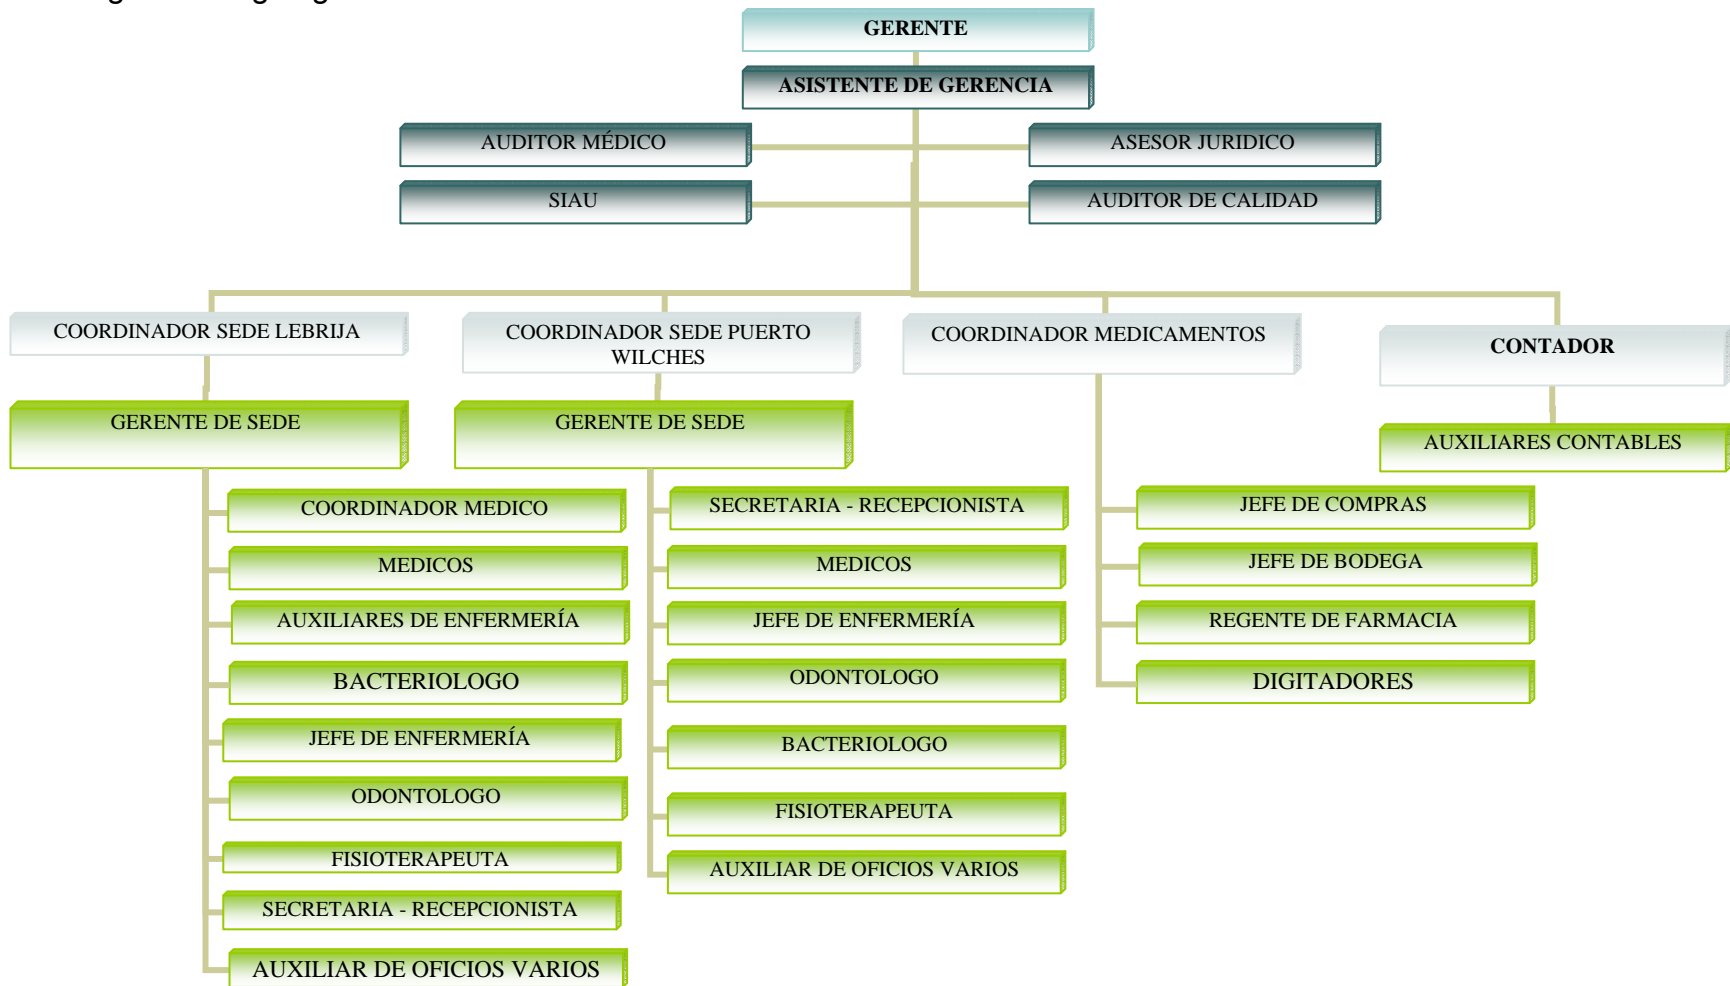 GERENTE
ASISTENTE DE GERENCIA
AUDITOR MÉDICO
ASESOR JURIDICO
SIAU
AUDITOR DE CALIDAD
COORDINADOR SEDE LEBRIJA
COORDINADOR SEDE PUERTO
WILCHES
COORDINADOR MEDICAMENTOS
CONTADOR
GERENTE DE SEDE
GERENTE DE SEDE
AUXILIARES CONTABLES
COORDINADOR MEDICO
MEDICOS
AUXILIARES DE ENFERMERÍA
BACTERIOLOGO
JEFE DE ENFERMERÍA
ODONTOLOGO
FISIOTERAPEUTA
SECRETARIA - RECEPCIONISTA
AUXILIAR DE OFICIOS VARIOS
SECRETARIA - RECEPCIONISTA
MEDICOS
JEFE DE ENFERMERÍA
ODONTOLOGO
BACTERIOLOGO
FISIOTERAPEUTA
AUXILIAR DE OFICIOS VARIOS
JEFE DE COMPRAS
JEFE DE BODEGA
REGENTE DE FARMACIA
DIGITADORES